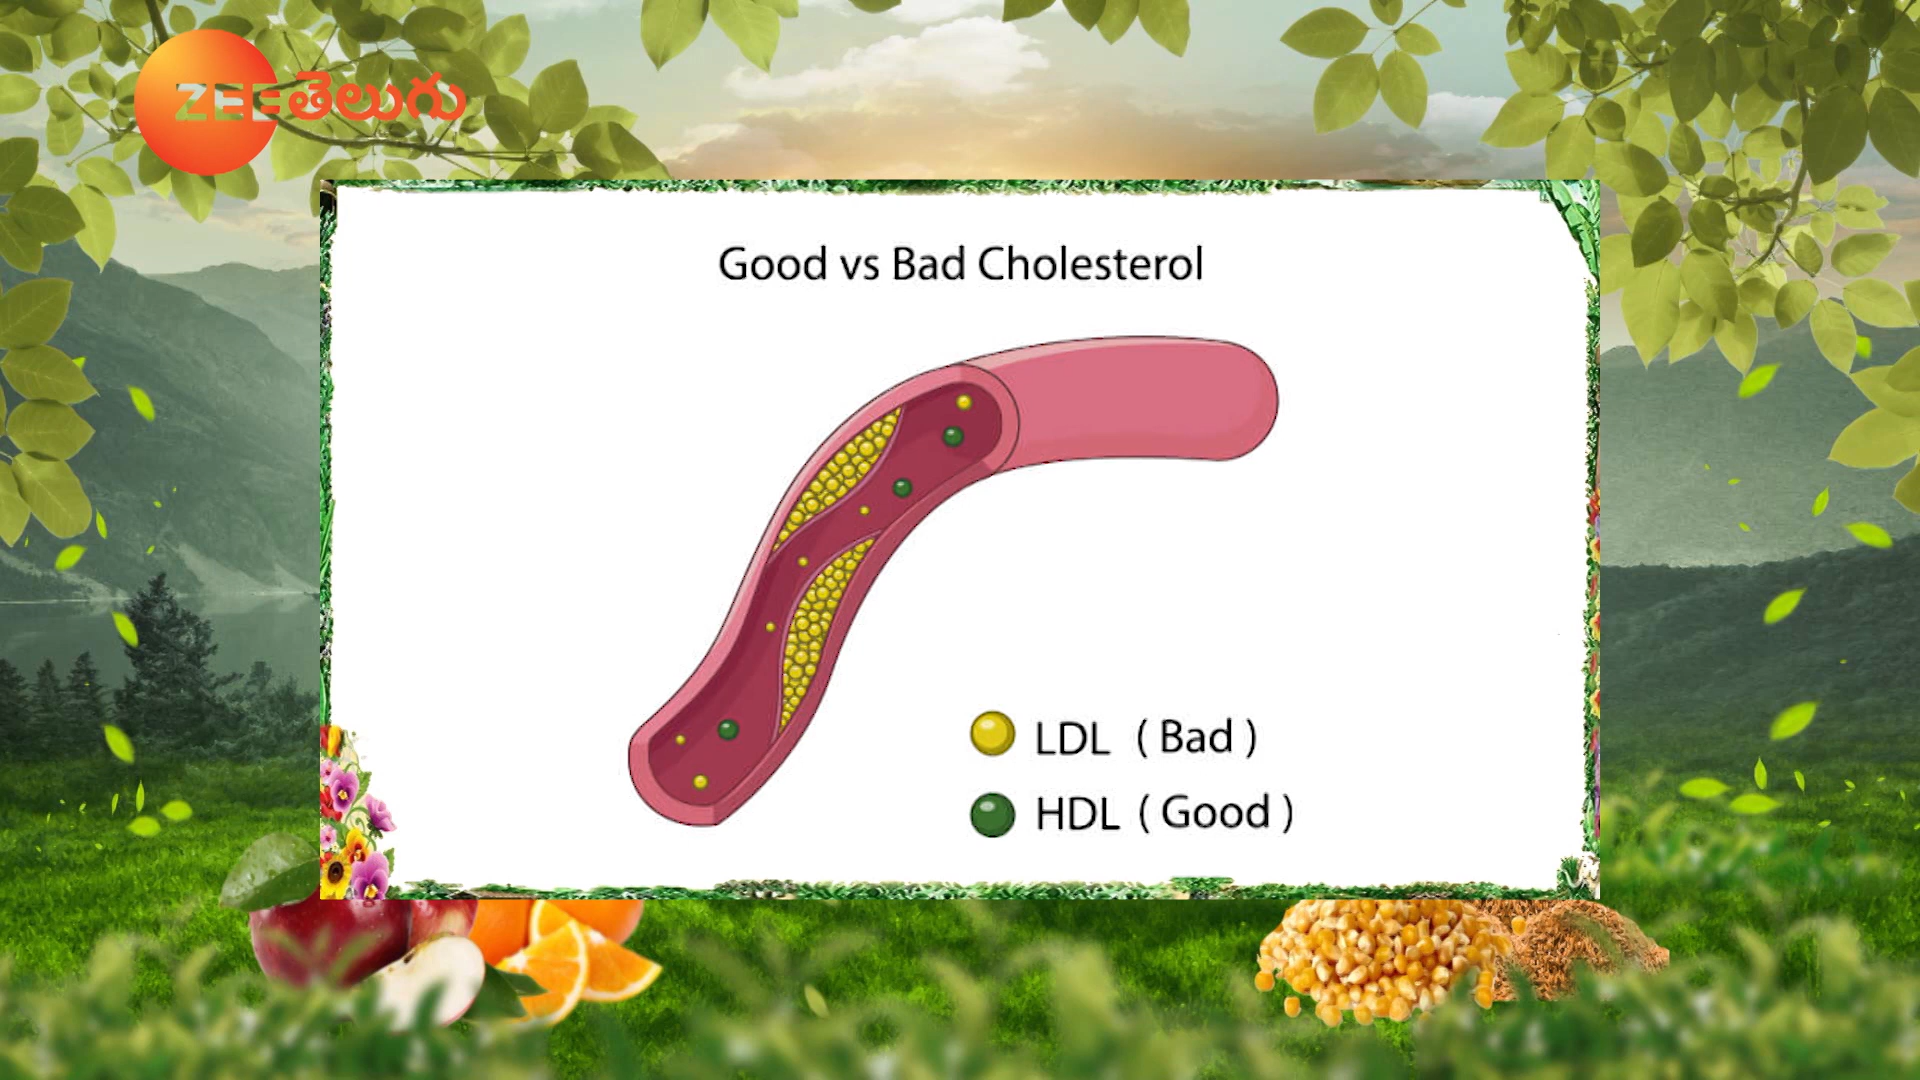 ZEE తెలుగు
Good vs Bad Cholesterol
LDL ( Bad )
HDL ( Good )